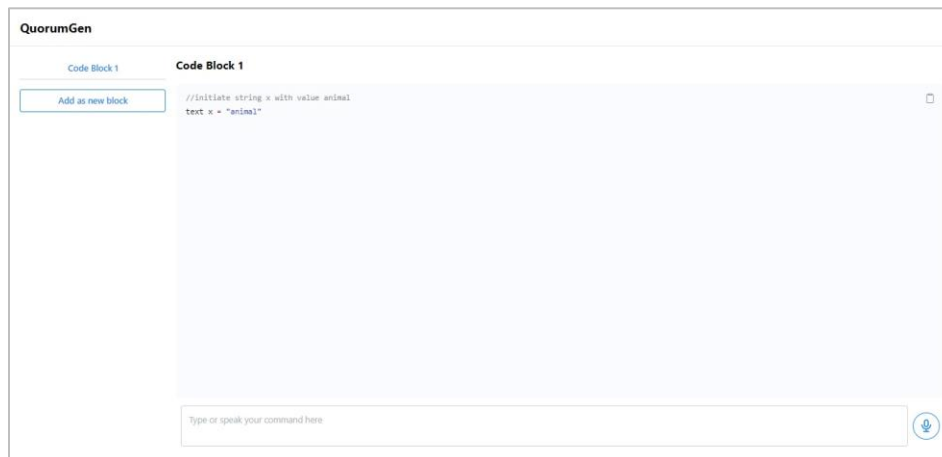 QuorumGen
Code Block 1
Add as new block
Code Block 1
//initiate string x with value animal
text x = "animal"
Type or speak your command here